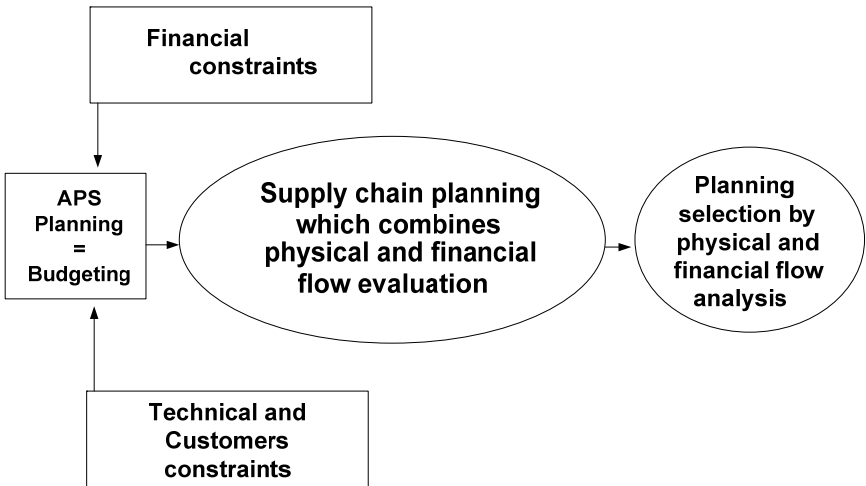 Financial
constraints
APS
Planning
=
Budgeting
Supply chain planning
which combines
physical and financial
flow evaluation
Planning
selection by
physical and
financial flow
analysis
Technical and
Customers
constraints